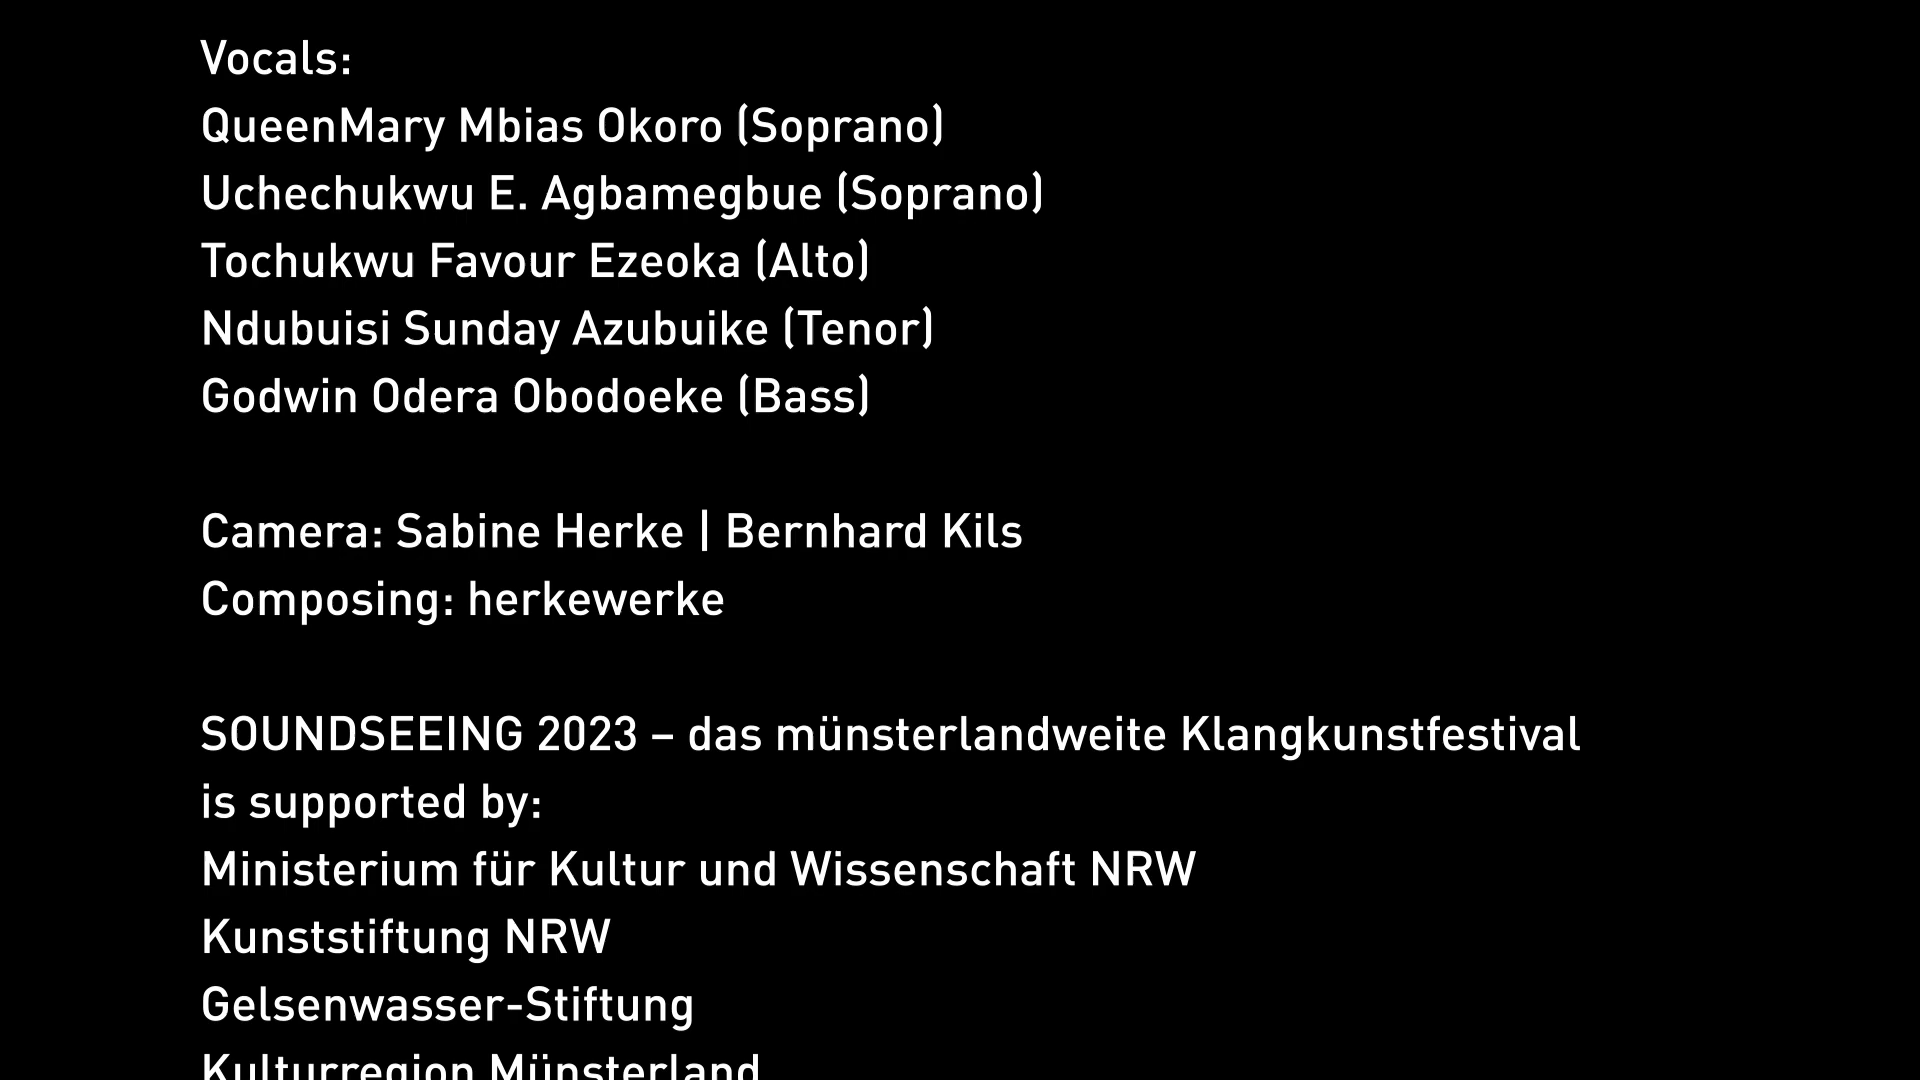 Vocals:
QueenMary Mbias Okoro (Soprano)
Uchechukwu E. Agbamegbue (Soprano)
Tochukwu Favour Ezeoka (Alto)
Ndubuisi Sunday Azubuike (Tenor)
Godwin Odera Obodoeke (Bass)
Camera: Sabine Herke | Bernhard Kils
Composing: herkewerke
SOUNDSEEING 2023 – das münsterlandweite Klangkunstfestival
is supported by:
Ministerium für Kultur und Wissenschaft NRW
Kunststiftung NRW
Gelsenwasser-Stiftung
Kulturregion Münsterland